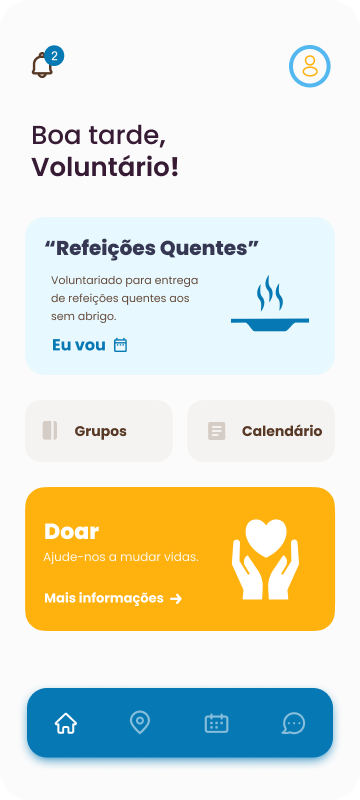 2
Boa tarde,
Voluntário!
“Refeições Quentes”
Voluntariado para entrega
de refeições quentes aos
sem abrigo.
Eu vou
Grupos
Calendário
Doar
Ajude-nos a mudar vidas.
Mais informações